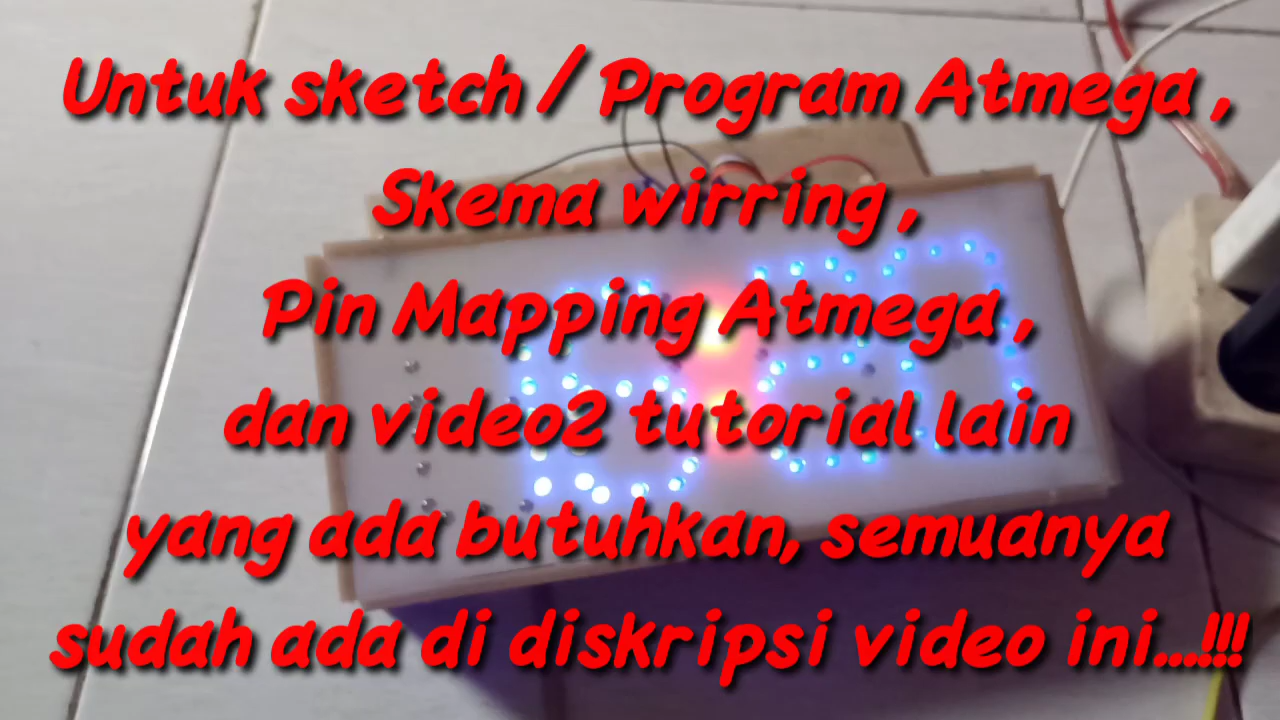 Untuk sketch / Program Atmega ,
Skema wirring ,
Pin Mapping Atmega ,
dan video2 tutorial lain
yang ada butuhkan, semuanya
sudah ada di diskripsi video ini...!!!